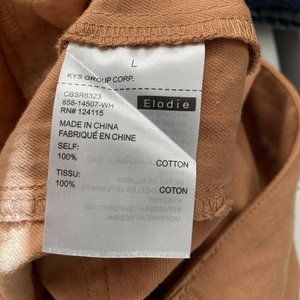 L
KYS GROUP CORP.
CBSR6323
858-14507-WH
Elodie
RN# 124115
MADE IN CHINA
FABRIQUÉ EN CHINE
SELF:
100% COTTON
TISSU:
100% COTON